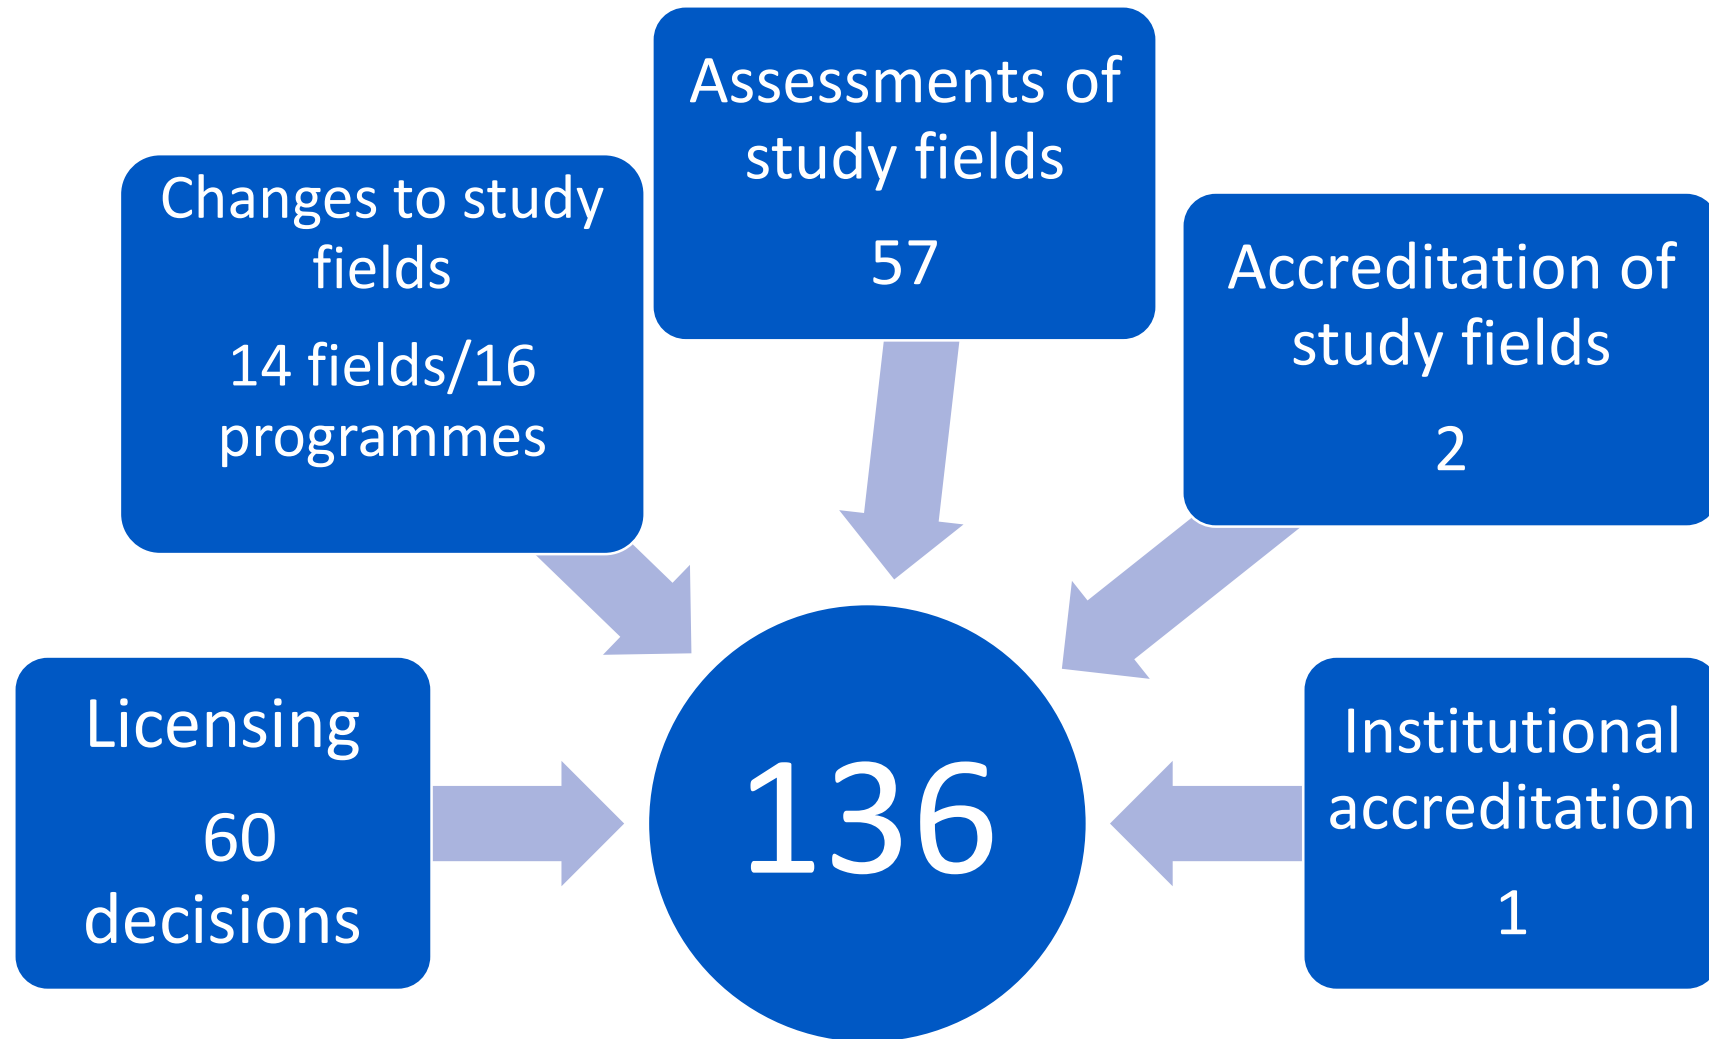 Assessments of
study fields
57
Changes to study
fields
14 fields/16
programmes
Accreditation of
study fields
2
Licensing
60
decisions
136
Institutional
accreditation
1